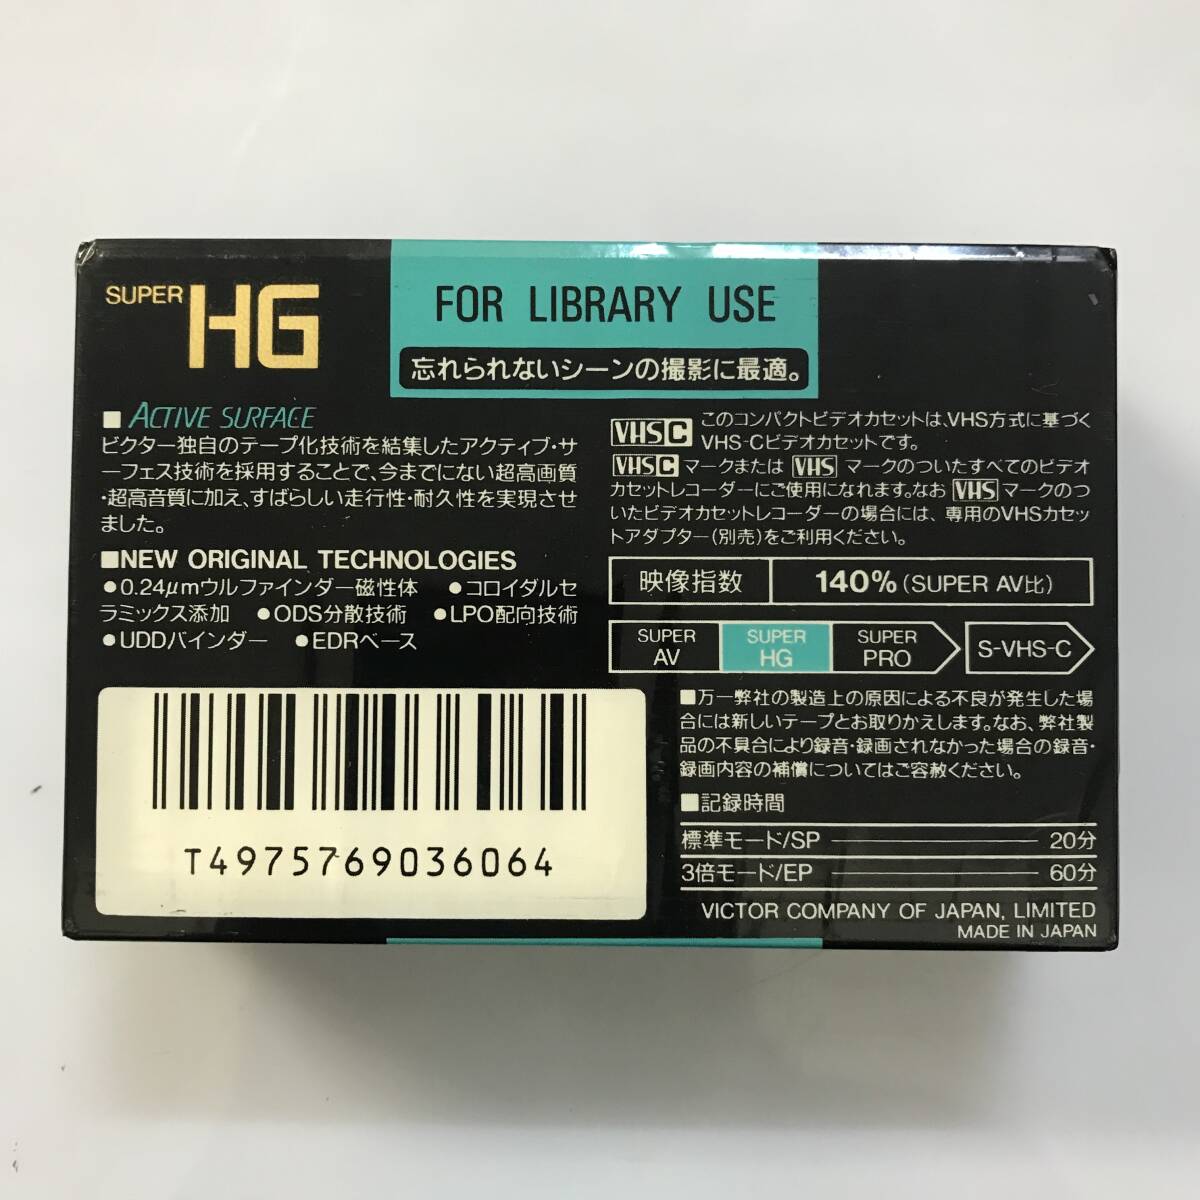 SUPER HG
FOR LIBRARY USE
忘れられないシーンの撮影に最適。
■ ACTIVE SURFACE
ビクター独自のテープ化技術を結集したアクティブ・サ
ーフェス技術を採用することで、今までにない超高画質
・超高音質に加え、すばらしい走行性・耐久性を実現させ
ました。
■NEW ORIGINAL TECHNOLOGIES
●0.24μmウルファインダー磁性体 ●コロイダルセ
ラミックス添加 ●ODS分散技術 ●LPO配向技術
●UDDバインダー ●EDRベース
T4975769036064
VHS C このコンパクトビデオカセットは、VHS方式に基づく
VHS-Cビデオカセットです。
VHS C マークまたは VHS マークのついたすべてのビデオ
カセットレコーダーにご使用になれます。なお VHS マークのつ
いたビデオカセットレコーダーの場合には、専用のVHSカセッ
トアダプター(別売)をご利用ください。
映像指数 140% (SUPER AV比)
SUPER AV
SUPER HG
SUPER PRO
S-VHS-C
■万一弊社の製造上の原因による不良が発生した場
合には新しいテープとお取りかえします。なお、弊社製
品の不具合により録音・録画されなかった場合の録音・
録画内容の補償についてはご容赦ください。
■記録時間
標準モード/SP 20分
3倍モード/EP 60分
VICTOR COMPANY OF JAPAN, LIMITED
MADE IN JAPAN